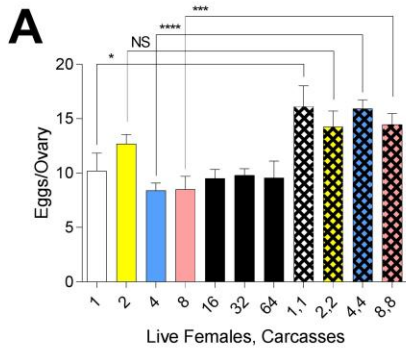 A
***
****
NS
*
20
15
10
5
0
Eggs/Ovary
1 2 4 8 16 32 64 1,1 2,2 4,4 8,8
Live Females, Carcasses